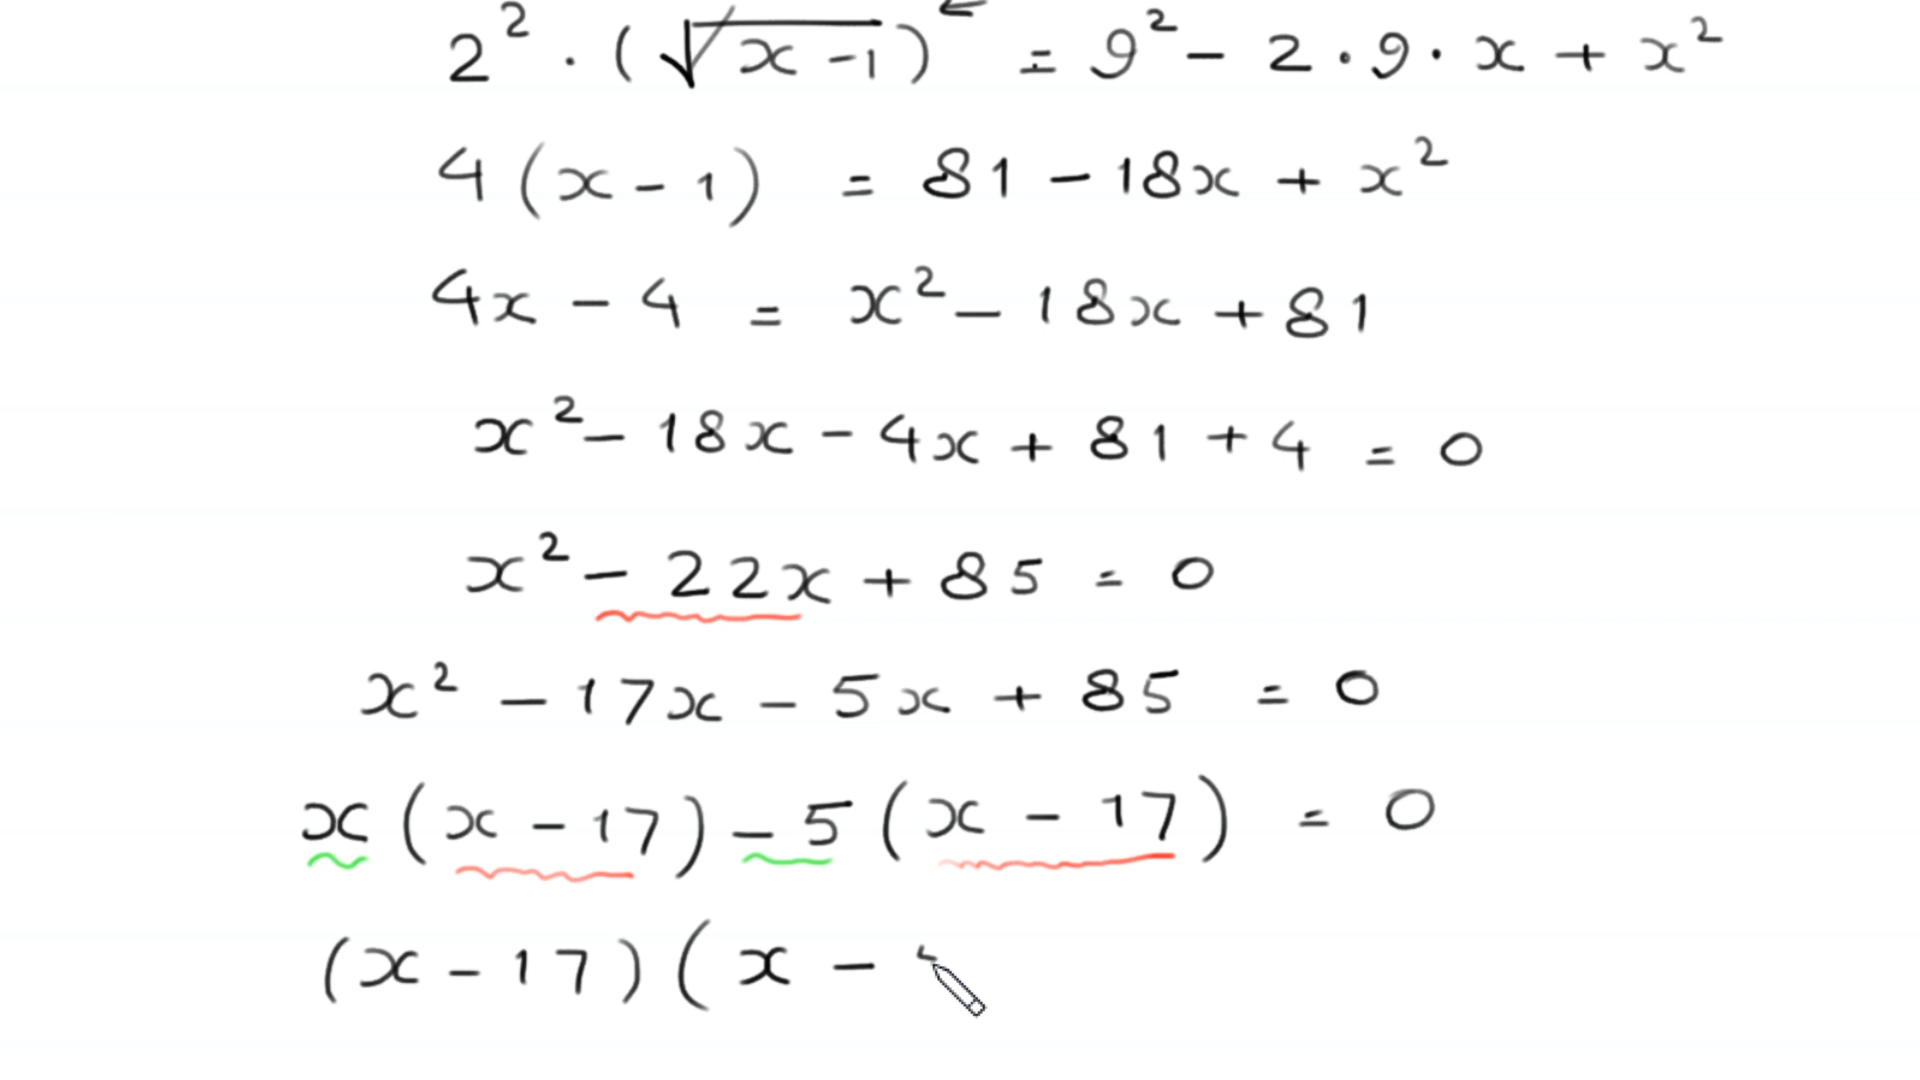 2² · (√x-1)² = 9² - 2 · 9 · x + x²
4(x - 1) = 81 - 18x + x²
4x - 4 = x² - 18x + 81
x² - 18x - 4x + 81 + 4 = 0
x² - 22x + 85 = 0
x² - 17x - 5x + 85 = 0
x(x - 17) - 5(x - 17) = 0
(x - 17)(x -